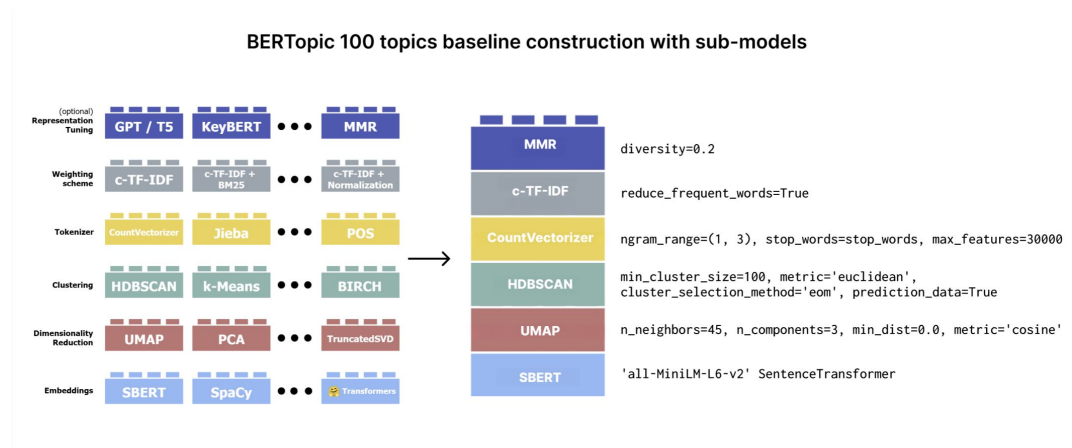 BERTopic 100 topics baseline construction with sub-models
(optional)
Representation
Tuning
GPT / T5
KeyBERT
MMR
Weighting
scheme
c-TF-IDF
c-TF-IDF +
BM25
c-TF-IDF +
Normalization
Tokenizer
CountVectorizer
Jieba
POS
Clustering
HDBSCAN
k-Means
BIRCH
Dimensionality
Reduction
UMAP
PCA
TruncatedSVD
Embeddings
SBERT
SpaCy
🤗 Transformers
MMR
diversity=0.2
c-TF-IDF
reduce_frequent_words=True
CountVectorizer
ngram_range=(1, 3), stop_words=stop_words, max_features=30000
HDBSCAN
min_cluster_size=100, metric='euclidean',
cluster_selection_method='eom', prediction_data=True
UMAP
n_neighbors=45, n_components=3, min_dist=0.0, metric='cosine'
SBERT
'all-MiniLM-L6-v2' SentenceTransformer